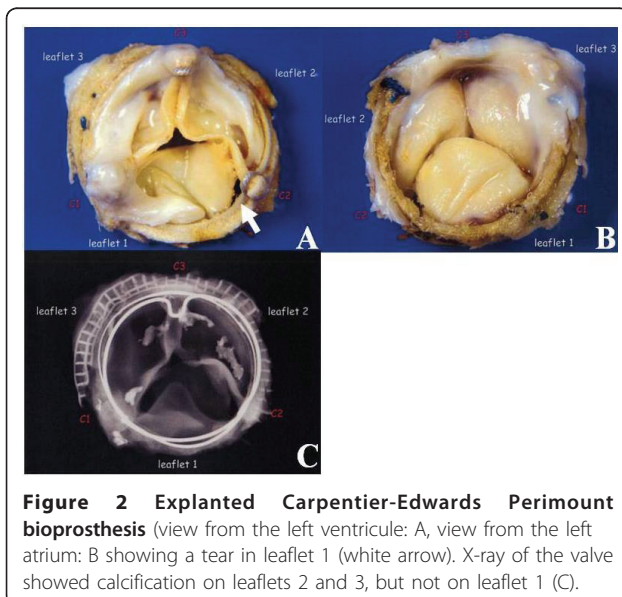 C3
leaflet 3
leaflet 2
C1
C2
leaflet 1
A
C3
leaflet 3
leaflet 2
C2
C1
leaflet 1
B
C3
leaflet 3
leaflet 2
C1
C2
leaflet 1
C
Figure 2 Explanted Carpentier-Edwards Perimount
bioprosthesis (view from the left ventricule: A, view from the left
atrium: B showing a tear in leaflet 1 (white arrow). X-ray of the valve
showed calcification on leaflets 2 and 3, but not on leaflet 1 (C).